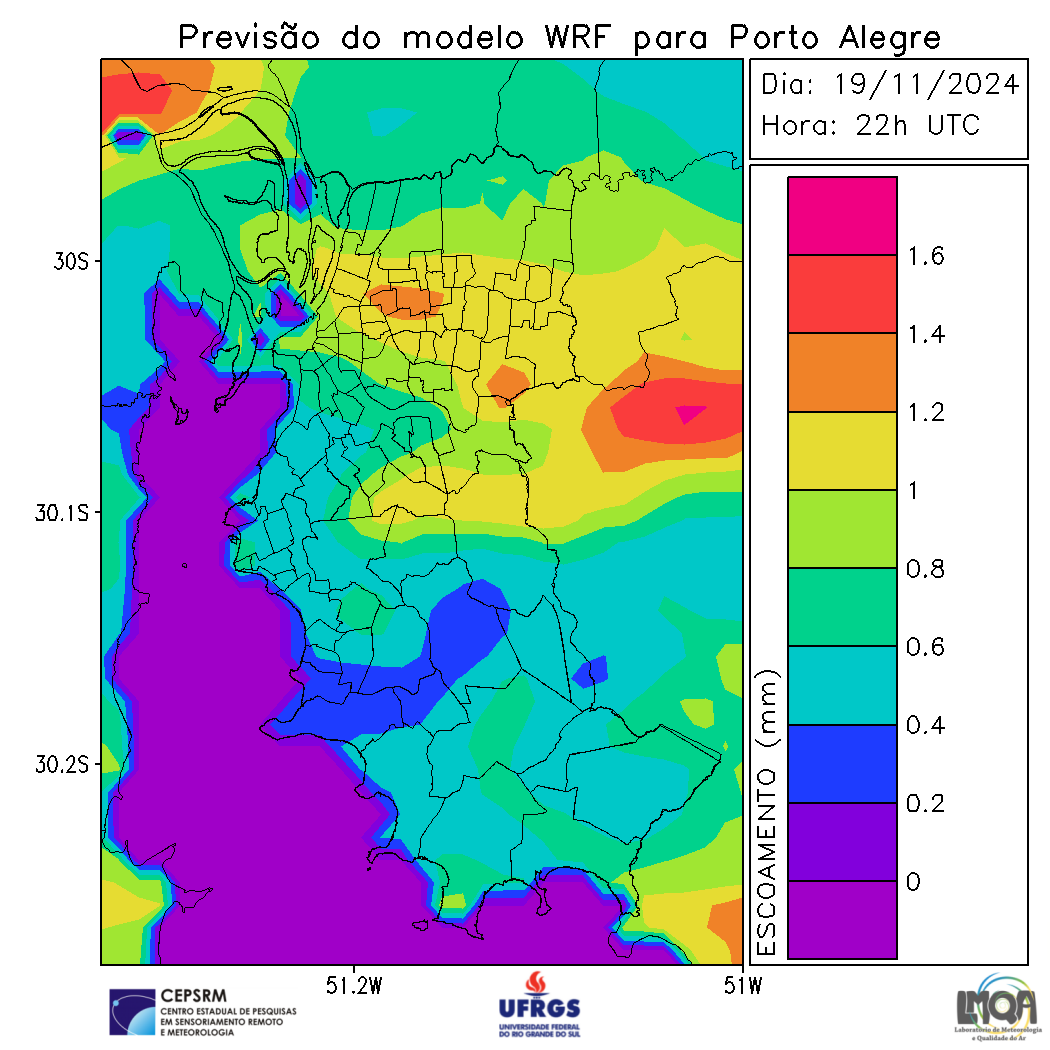 Previsão do modelo WRF para Porto Alegre
Dia: 19/11/2024
Hora: 22h UTC
30S
30.1S
30.2S
51.2W
51W
ESCOAMENTO (mm)
1.6
1.4
1.2
1
0.8
0.6
0.4
0.2
0
CEPSRM
CENTRO ESTADUAL DE PESQUISAS
EM SENSORIAMENTO REMOTO
E METEOROLOGIA
UFRGS
UNIVERSIDADE FEDERAL
DO RIO GRANDE DO SUL
LMQA
Laboratório de Meteorologia
e Qualidade do Ar